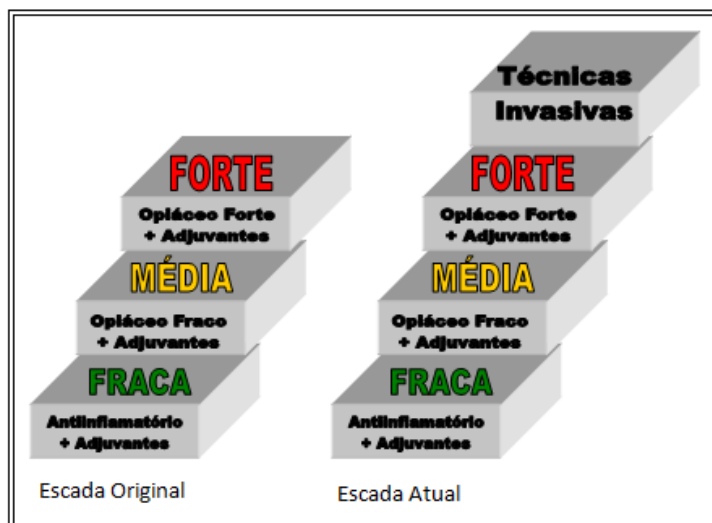 FORTE
Opiáceo Forte
+ Adjuvantes
MÉDIA
Opiáceo Fraco
+ Adjuvantes
FRACA
Antiinflamatório
+ Adjuvantes
Escada Original
Técnicas
Invasivas
FORTE
Opiáceo Forte
+ Adjuvantes
MÉDIA
Opiáceo Fraco
+ Adjuvantes
FRACA
Antiinflamatório
+ Adjuvantes
Escada Atual